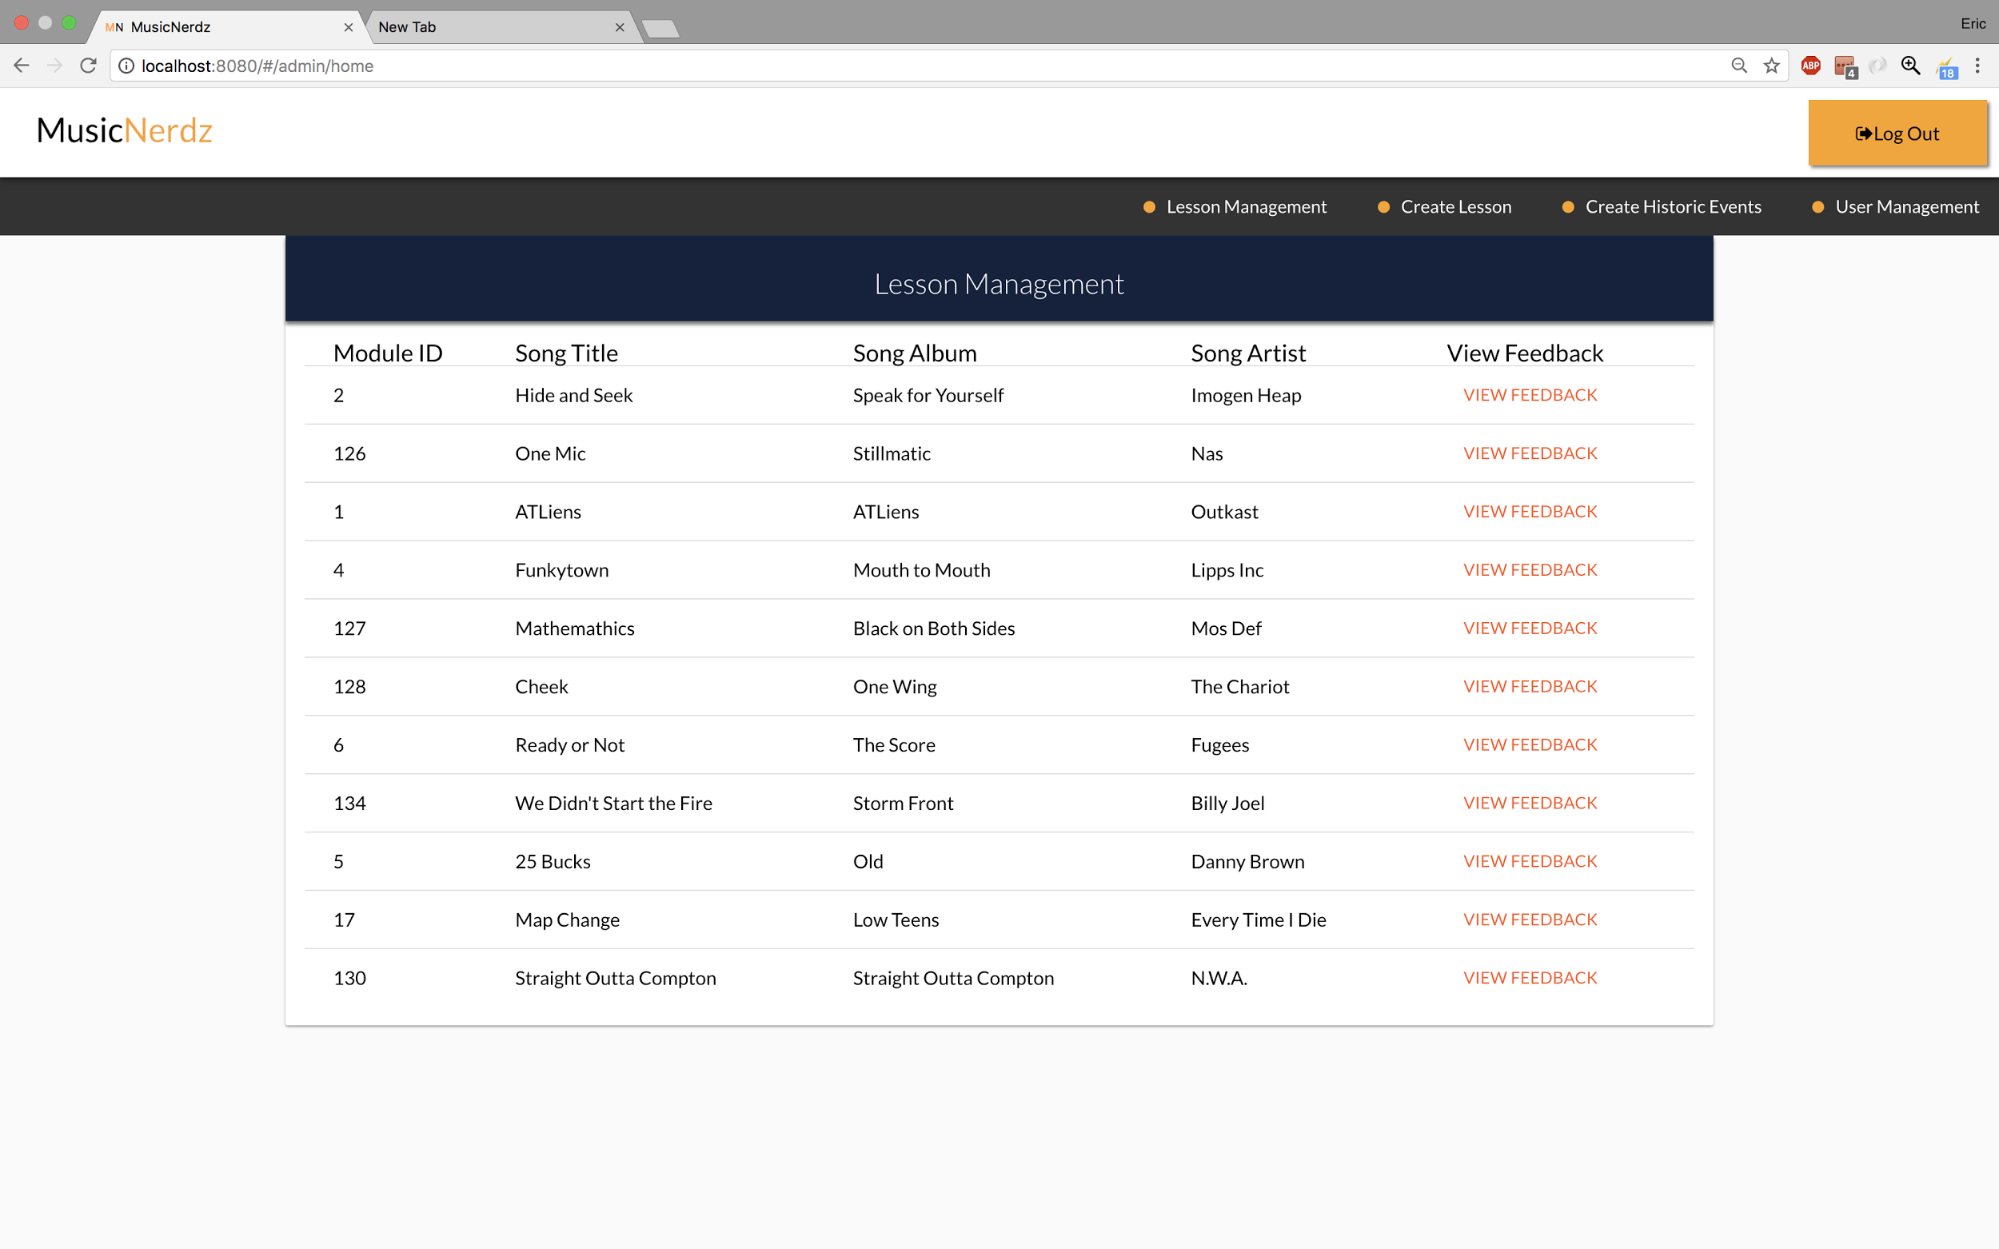 MN MusicNerdz
New Tab
Eric
localhost:8080/#/admin/home
ABP
4
18
MusicNerdz
Log Out
Lesson Management
Create Lesson
Create Historic Events
User Management
Lesson Management
Module ID Song Title Song Album Song Artist View Feedback
2 Hide and Seek Speak for Yourself Imogen Heap VIEW FEEDBACK
126 One Mic Stillmatic Nas VIEW FEEDBACK
1 ATLiens ATLiens Outkast VIEW FEEDBACK
4 Funkytown Mouth to Mouth Lipps Inc VIEW FEEDBACK
127 Mathemathics Black on Both Sides Mos Def VIEW FEEDBACK
128 Cheek One Wing The Chariot VIEW FEEDBACK
6 Ready or Not The Score Fugees VIEW FEEDBACK
134 We Didn't Start the Fire Storm Front Billy Joel VIEW FEEDBACK
5 25 Bucks Old Danny Brown VIEW FEEDBACK
17 Map Change Low Teens Every Time I Die VIEW FEEDBACK
130 Straight Outta Compton Straight Outta Compton N.W.A. VIEW FEEDBACK